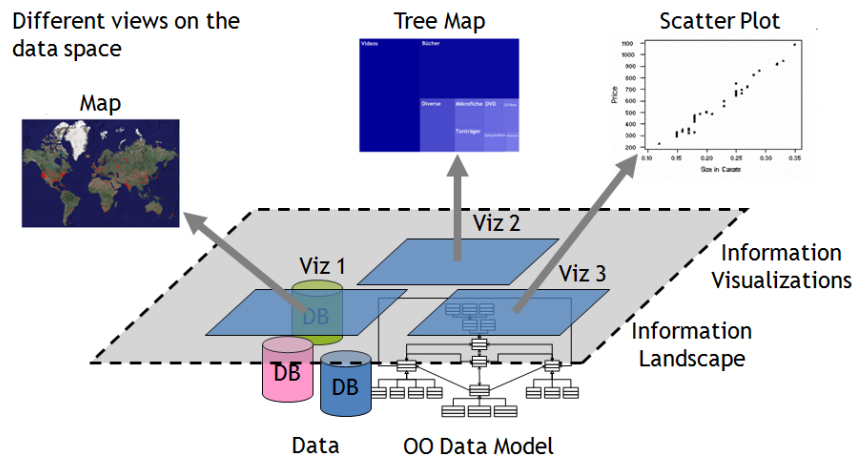 Different views on the
data space
Tree Map
Scatter Plot
Map
Videos
Bücher
Diverse
Mikrofiche
DVD
CD-Rom
Tonträger
Price
1100
1000
900
800
700
600
500
400
300
200
0.10
0.15
0.20
0.25
0.30
0.35
Size in Carats
Viz 2
Viz 1
Viz 3
Information
Visualizations
DB
Information
Landscape
DB
DB
Data
OO Data Model